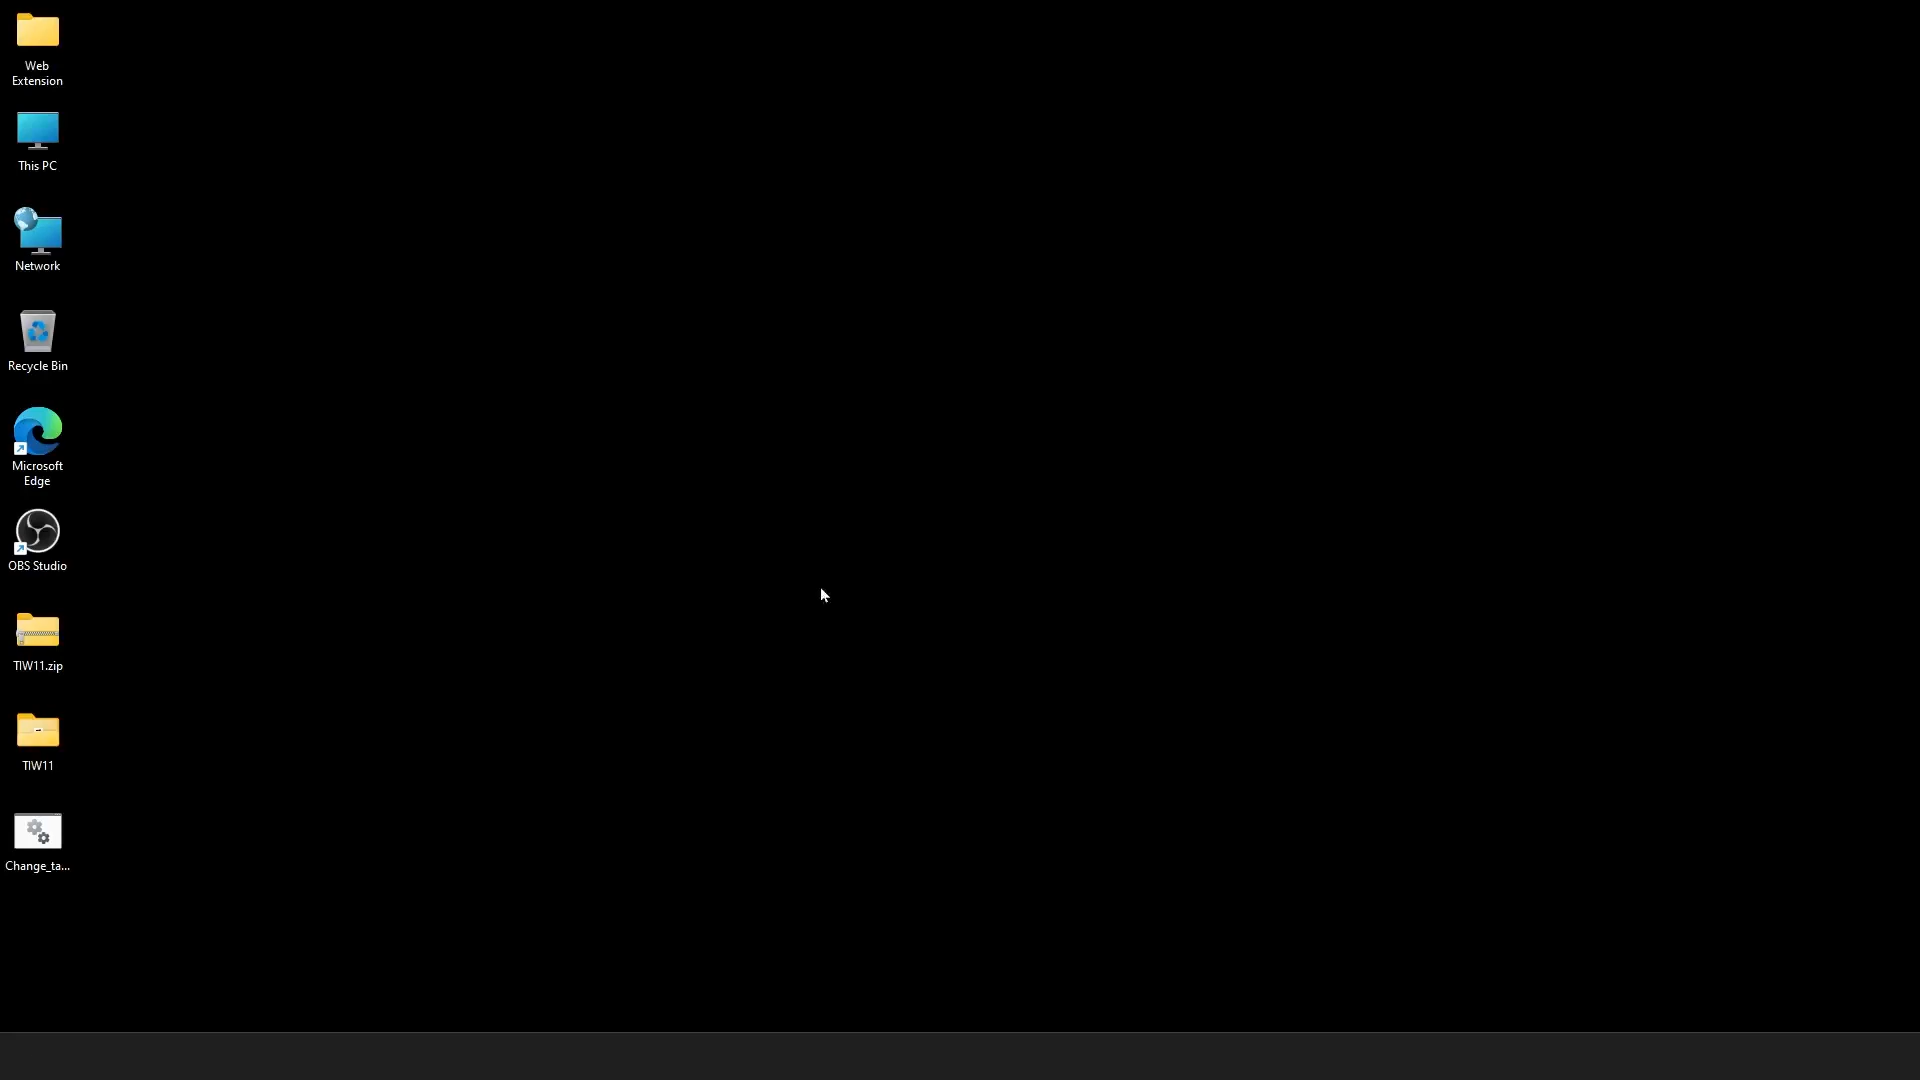 Web
Extension
This PC
Network
Recycle Bin
Microsoft
Edge
OBS Studio
TIW11.zip
TIW11
Change_ta...